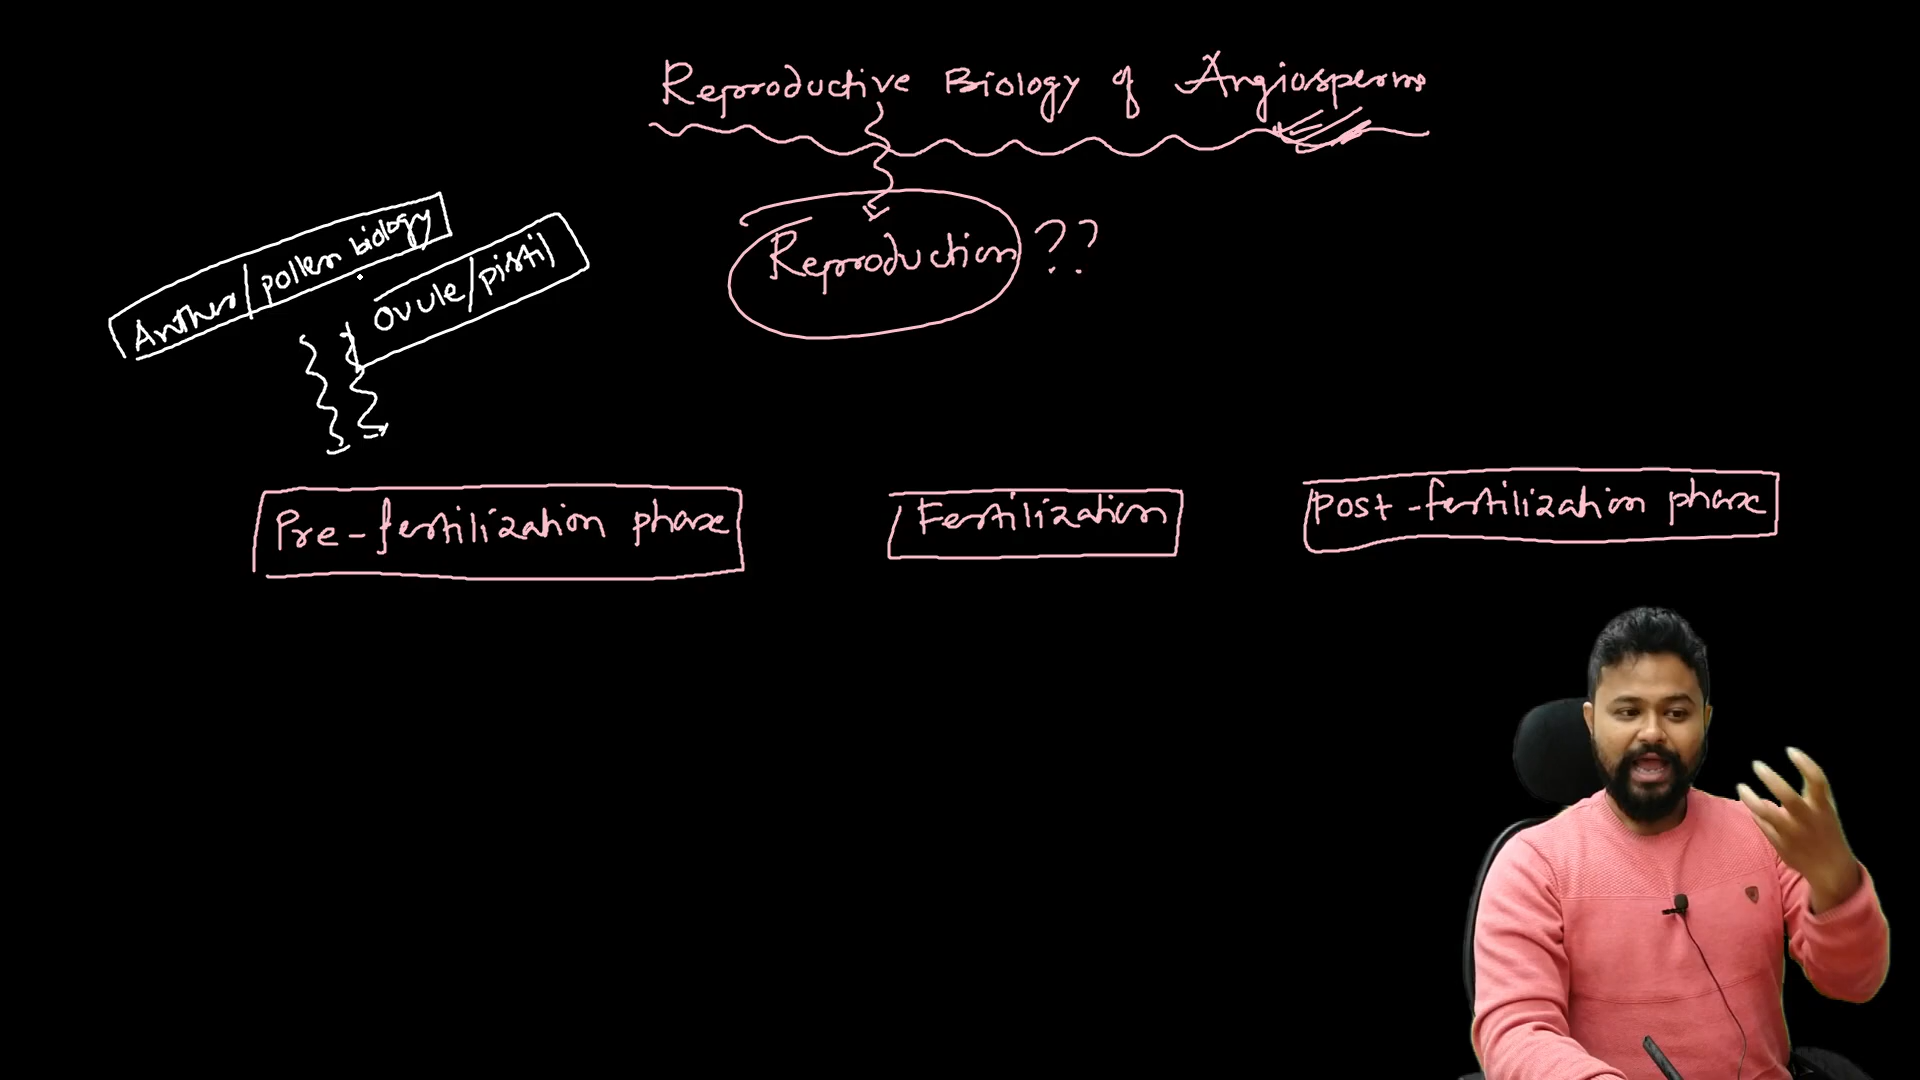 Reproductive Biology of Angiosperms
Reproduction ??
Anther/pollen biology
Ovule/pistil
Pre-fertilization phase
Fertilization
Post-fertilization phase